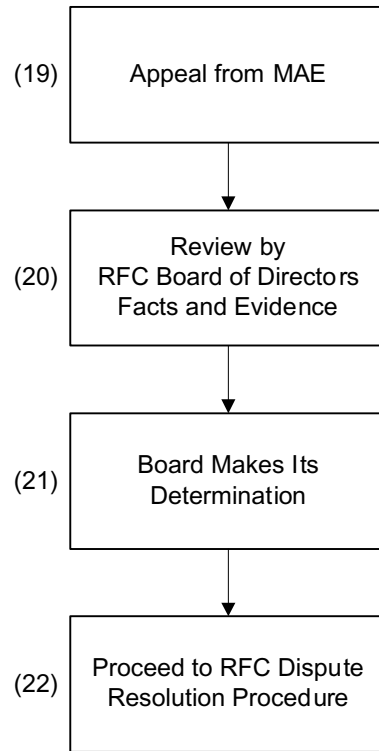 (19)
Appeal from MAE
(20)
Review by
RFC Board of Directors
Facts and Evidence
(21)
Board Makes Its
Determination
(22)
Proceed to RFC Dispute
Resolution Procedure